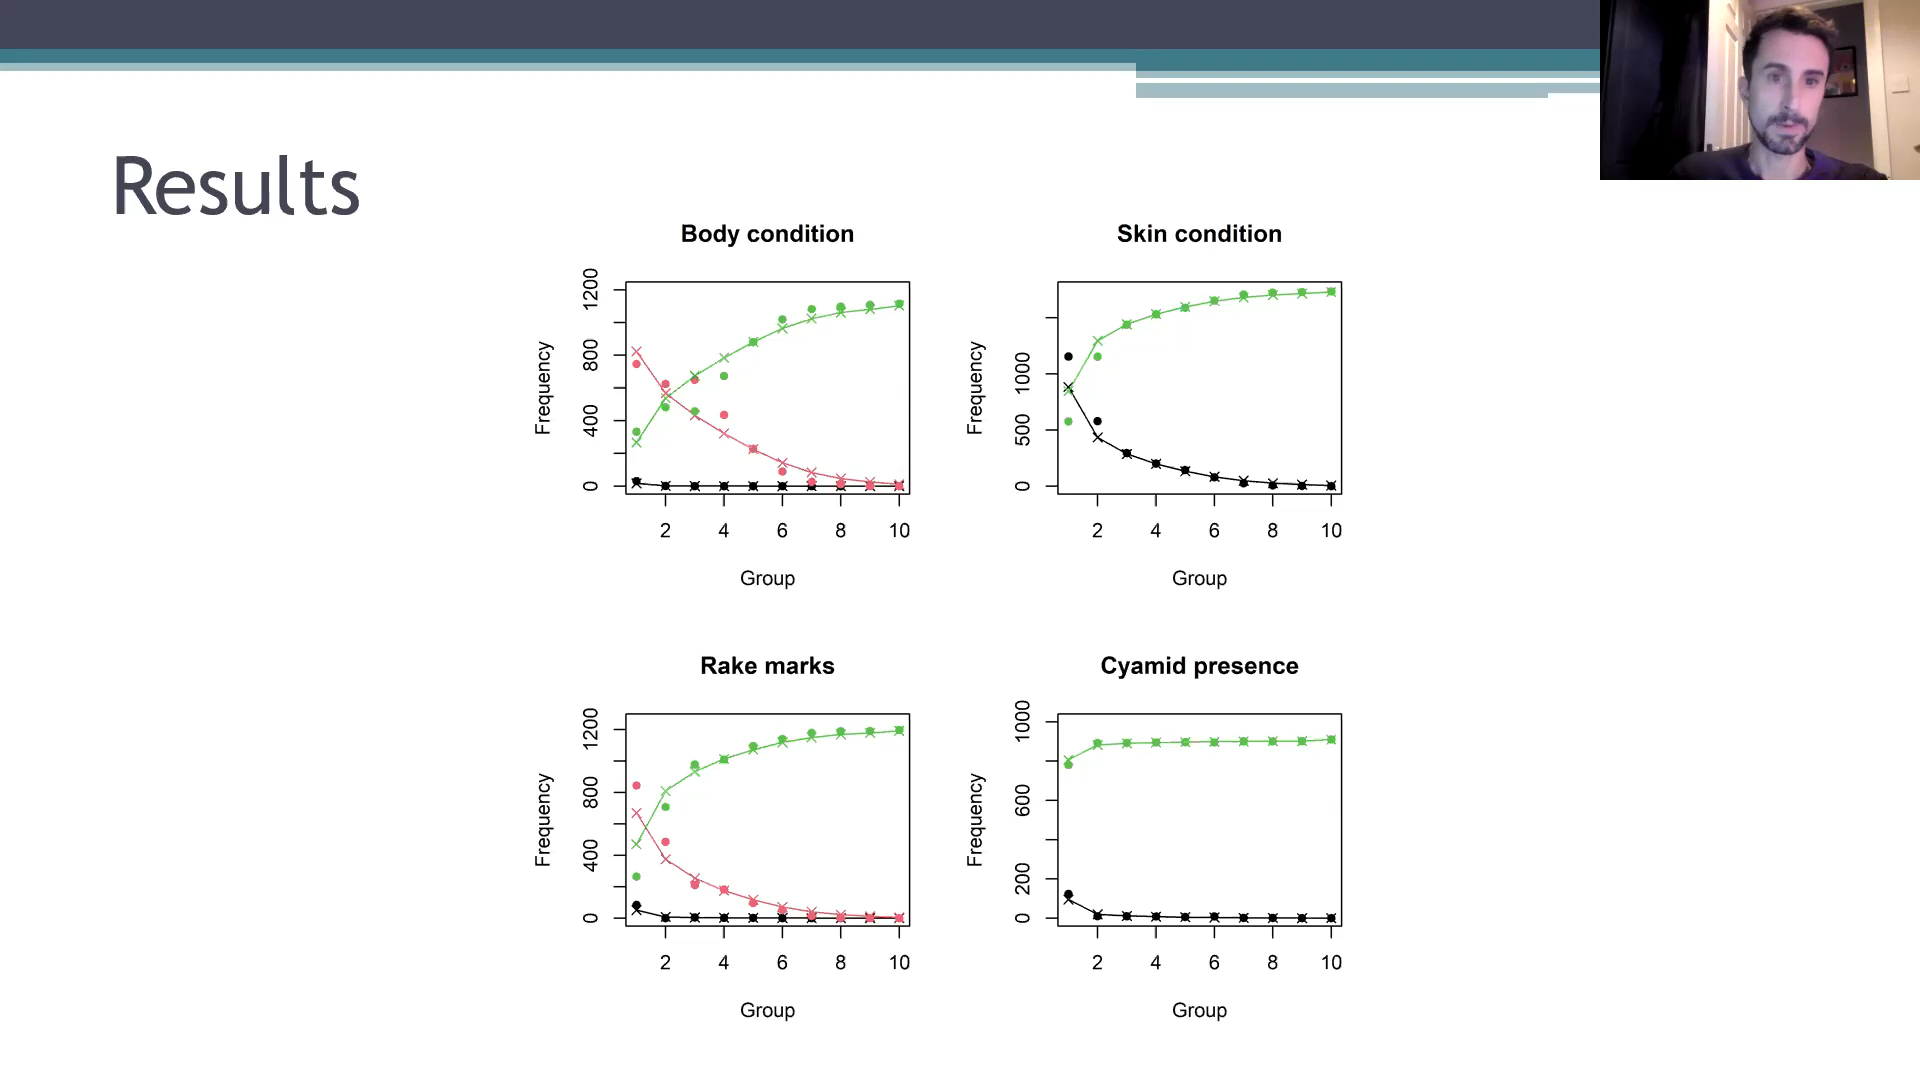 Results
Body condition
Frequency
0 400 800 1200
2 4 6 8 10
Group
Skin condition
Frequency
0 500 1000
2 4 6 8 10
Group
Rake marks
Frequency
0 400 800 1200
2 4 6 8 10
Group
Cyamid presence
Frequency
0 200 600 1000
2 4 6 8 10
Group